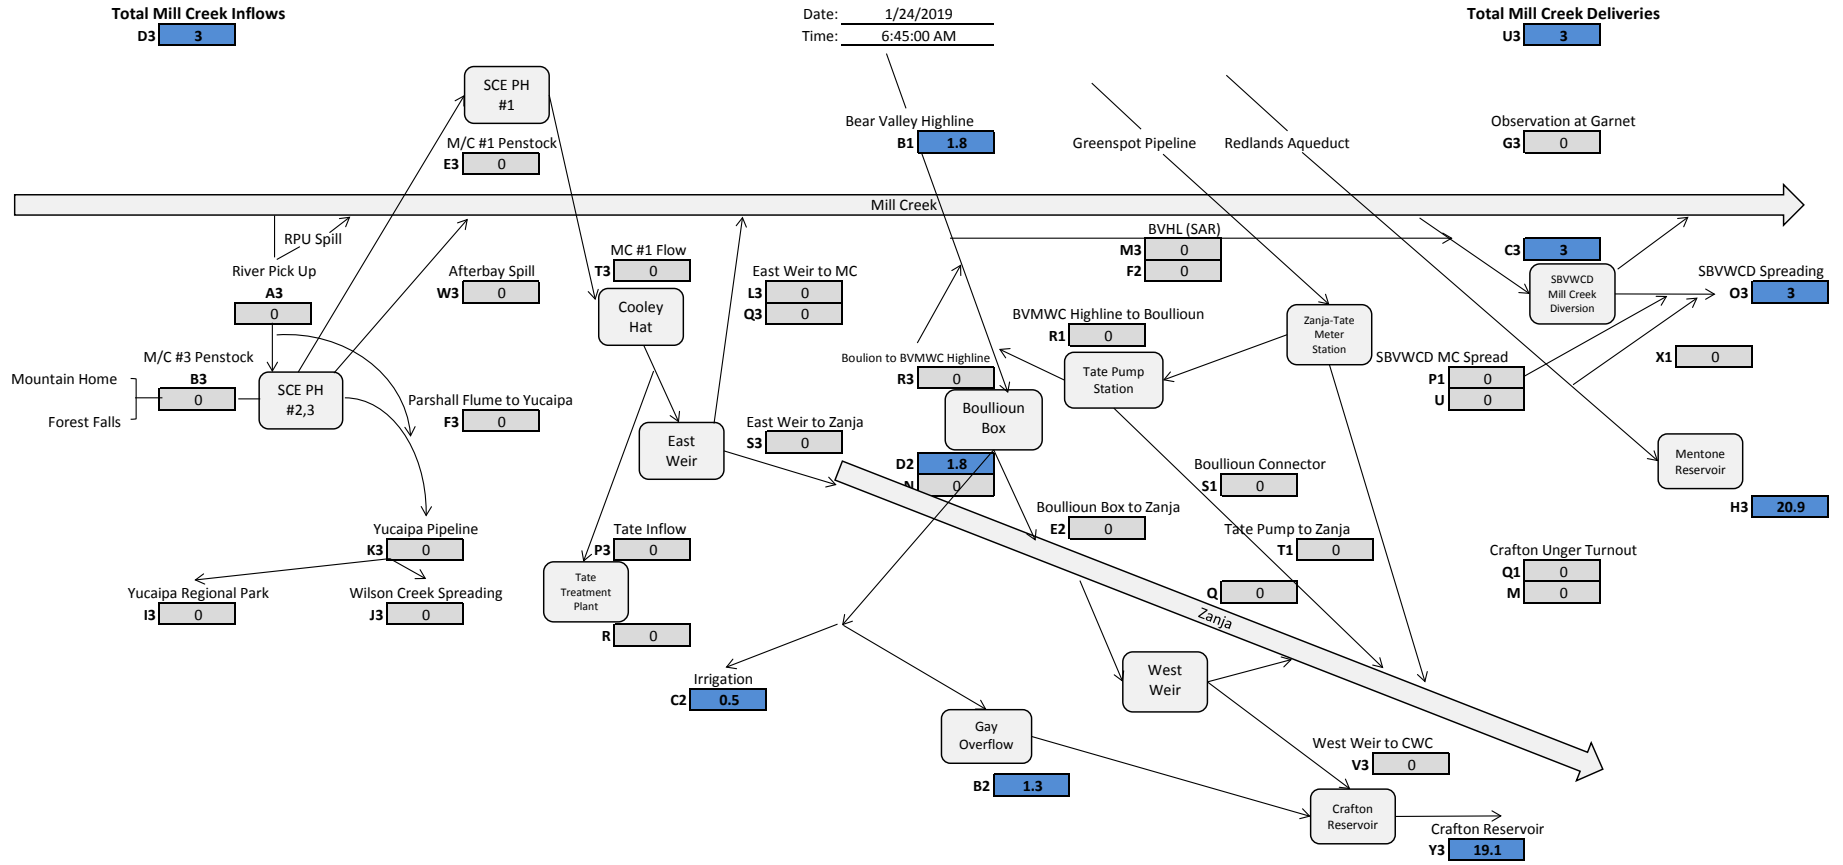 Total Mill Creek Inflows
D3 3
Date: 1/24/2019
Time: 6:45:00 AM
Total Mill Creek Deliveries
U3 3
SCE PH
#1
M/C #1 Penstock
E3 0
Bear Valley Highline
B1 1.8
Greenspot Pipeline
Redlands Aqueduct
Observation at Garnet
G3 0
Mill Creek
RPU Spill
River Pick Up
A3
0
Afterbay Spill
W3 0
MC #1 Flow
T3 0
Cooley
Hat
East Weir to MC
L3 0
Q3 0
BVHL (SAR)
M3 0
F2 0
C3 3
SBVWCD
Mill Creek
Diversion
SBVWCD Spreading
O3 3
BVMWC Highline to Boullioun
R1 0
Zanja-Tate
Meter
Station
M/C #3 Penstock
B3
0
Mountain Home
Forest Falls
SCE PH
#2,3
Parshall Flume to Yucaipa
F3 0
Boulion to BVMWC Highline
R3 0
Tate Pump
Station
SBVWCD MC Spread
P1 0
U 0
X1 0
Boullioun
Box
East
Weir
East Weir to Zanja
S3 0
D2 1.8
N 0
Boullioun Connector
S1 0
Mentone
Reservoir
H3 20.9
Boullioun Box to Zanja
E2 0
Yucaipa Pipeline
K3 0
Tate Inflow
P3 0
Tate Pump to Zanja
T1 0
Crafton Unger Turnout
Q1 0
M 0
Yucaipa Regional Park
I3 0
Wilson Creek Spreading
J3 0
Tate
Treatment
Plant
R 0
Q 0
Zanja
Irrigation
C2 0.5
West
Weir
Gay
Overflow
B2 1.3
West Weir to CWC
V3 0
Crafton
Reservoir
Crafton Reservoir
Y3 19.1